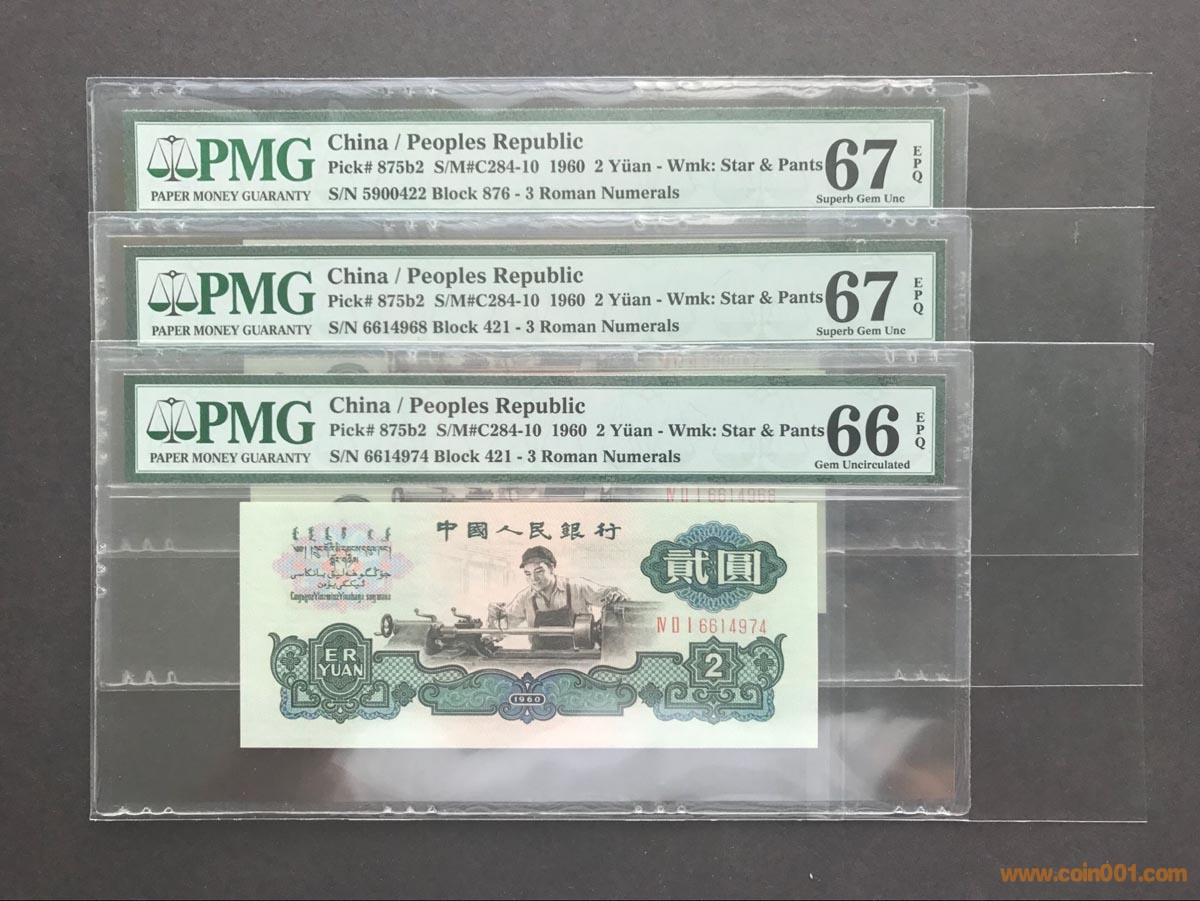 PMG
PAPER MONEY GUARANTY
China / Peoples Republic
Pick# 875b2 S/M#C284-10 1960 2 Yüan - Wmk: Star & Pants
S/N 5900422 Block 876 - 3 Roman Numerals
67
EPQ
Superb Gem Unc
PMG
PAPER MONEY GUARANTY
China / Peoples Republic
Pick# 875b2 S/M#C284-10 1960 2 Yüan - Wmk: Star & Pants
S/N 6614968 Block 421 - 3 Roman Numerals
67
EPQ
Superb Gem Unc
PMG
PAPER MONEY GUARANTY
China / Peoples Republic
Pick# 875b2 S/M#C284-10 1960 2 Yüan - Wmk: Star & Pants
S/N 6614974 Block 421 - 3 Roman Numerals
66
EPQ
Gem Uncirculated
ⅣⅡⅠ 6614968
中國人民銀行
貳圓
ⅣⅡⅠ 6614974
ER
YUAN
2
1960
www.coin001.com